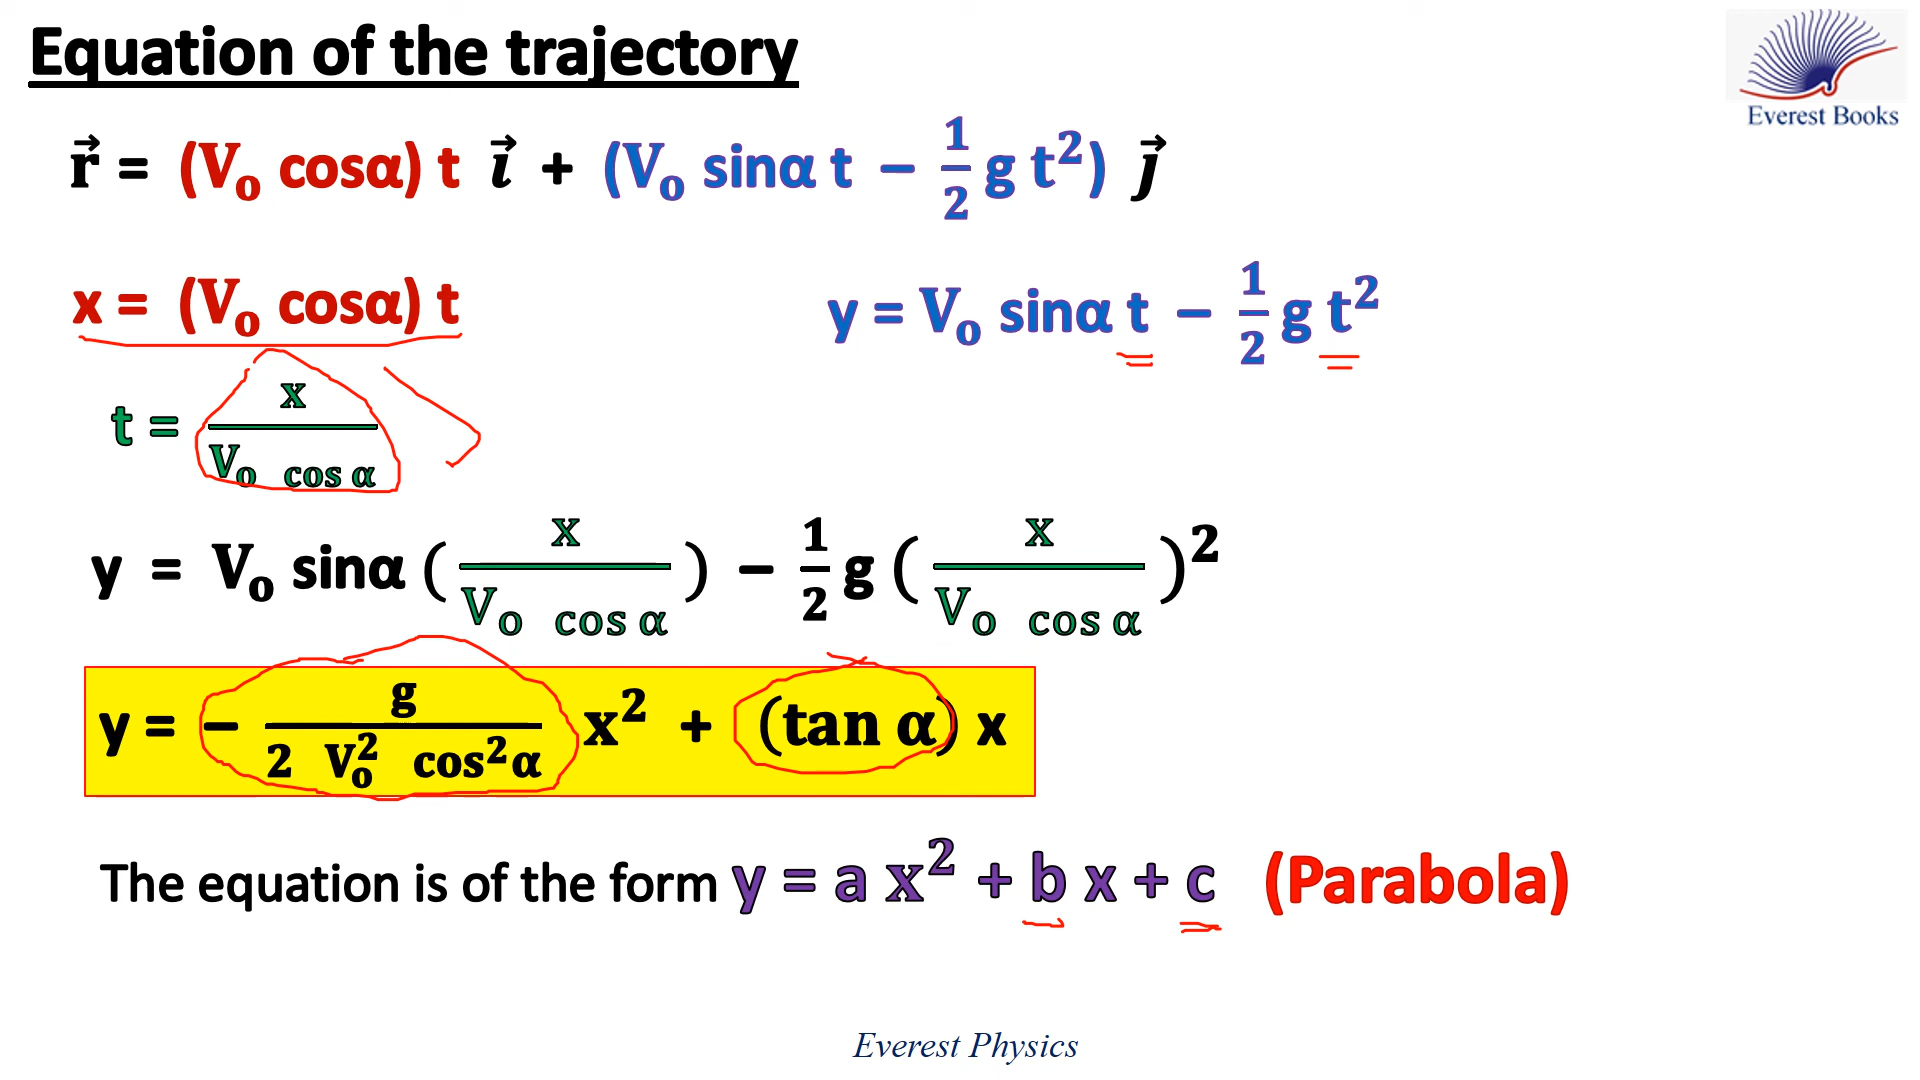 Equation of the trajectory
Everest Books
r⃗ = (V₀ cosα) t i⃗ + (V₀ sinα t − 1/2 g t²) j⃗
x = (V₀ cosα) t
y = V₀ sinα t − 1/2 g t²
t = x / V₀ cos α
y = V₀ sinα ( x / V₀ cos α ) − 1/2 g ( x / V₀ cos α )²
y = − g / 2 V₀² cos²α x² + (tan α) x
The equation is of the form y = a x² + b x + c (Parabola)
Everest Physics